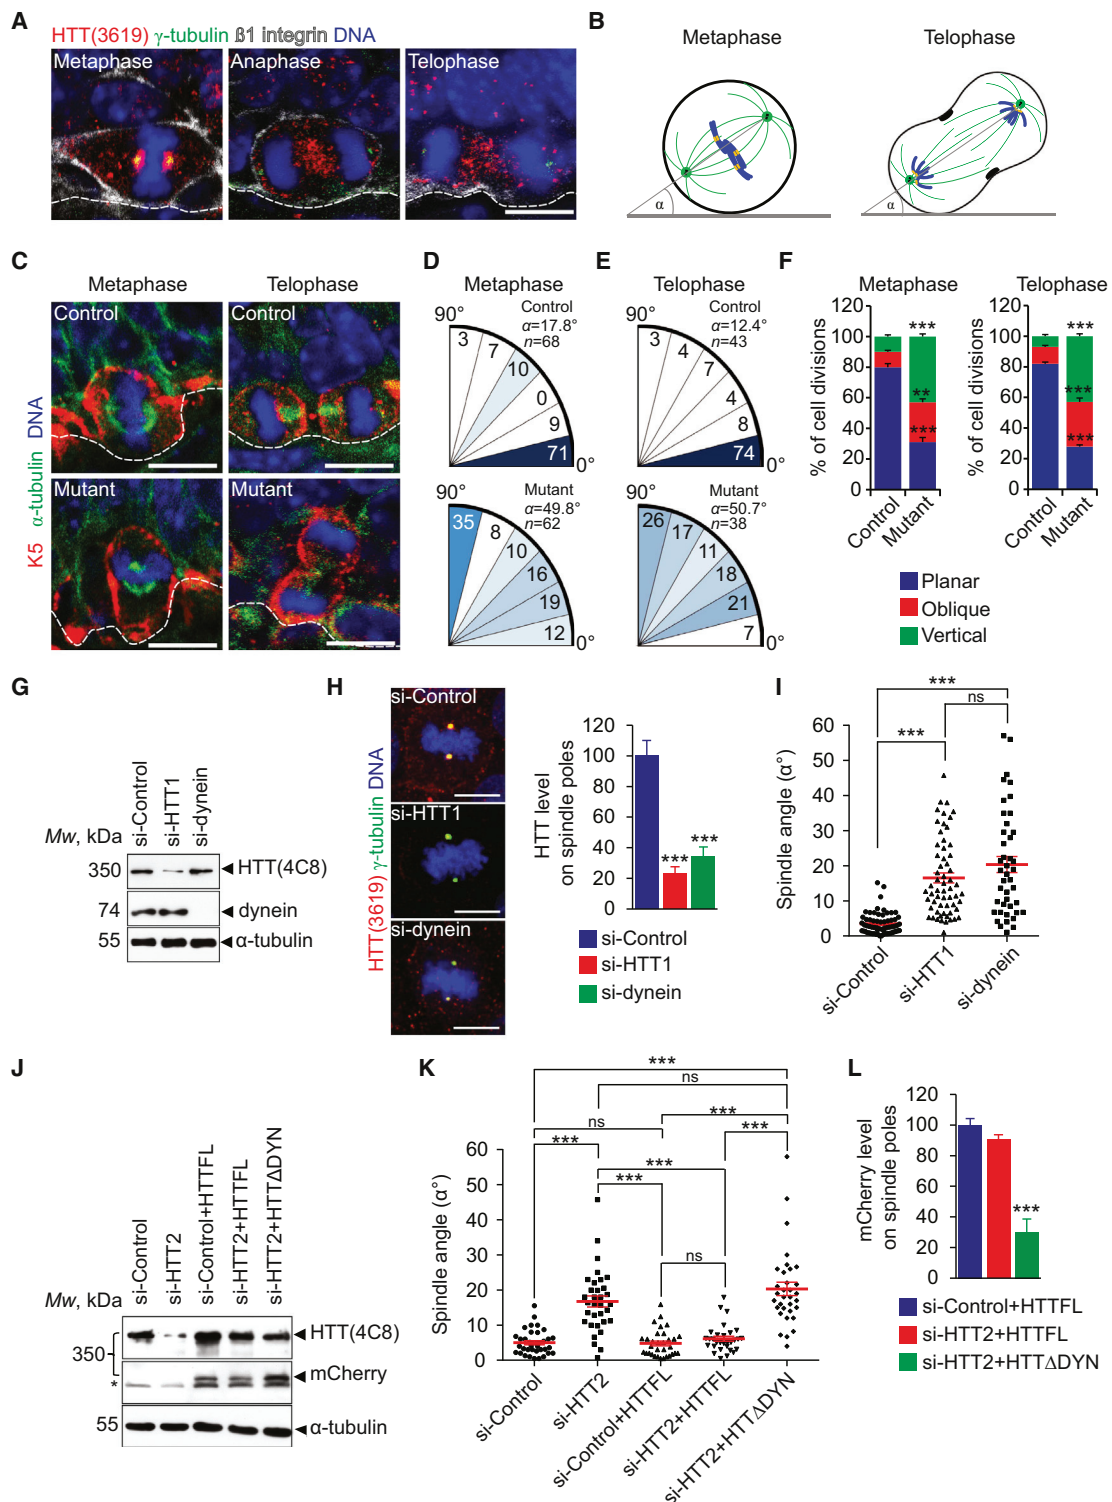 A
HTT(3619) γ-tubulin ß1 integrin DNA
Metaphase
Anaphase
Telophase
B
Metaphase
Telophase
α
α
C
Metaphase
Telophase
K5 α-tubulin DNA
Control
Control
Mutant
Mutant
D
Metaphase
90°
Control
α=17.8°
n=68
3
7
10
0
9
71
0°
90°
Mutant
α=49.8°
n=62
35
8
10
16
19
12
0°
E
Telophase
90°
Control
α=12.4°
n=43
3
4
7
4
8
74
0°
90°
Mutant
α=50.7°
n=38
26
17
11
18
21
7
0°
F
Metaphase
% of cell divisions
120
100
80
60
40
20
0
***
**
***
Control
Mutant
Telophase
% of cell divisions
120
100
80
60
40
20
0
***
***
***
Control
Mutant
Planar
Oblique
Vertical
G
si-Control
si-HTT1
si-dynein
Mw, kDa
350
HTT(4C8)
74
dynein
55
α-tubulin
H
HTT(3619) γ-tubulin DNA
si-Control
si-HTT1
si-dynein
HTT level
on spindle poles
120
100
80
60
40
20
0
***
***
si-Control
si-HTT1
si-dynein
I
Spindle angle (α°)
60
50
40
30
20
10
0
***
ns
***
si-Control
si-HTT1
si-dynein
J
si-Control
si-HTT2
si-Control+HTTFL
si-HTT2+HTTFL
si-HTT2+HTTΔDYN
Mw, kDa
350
HTT(4C8)
mCherry
*
55
α-tubulin
K
Spindle angle (α°)
60
50
40
30
20
10
0
***
ns
***
ns
***
***
***
***
ns
si-Control
si-HTT2
si-Control+HTTFL
si-HTT2+HTTFL
si-HTT2+HTTΔDYN
L
mCherry level
on spindle poles
120
100
80
60
40
20
0
***
si-Control+HTTFL
si-HTT2+HTTFL
si-HTT2+HTTΔDYN